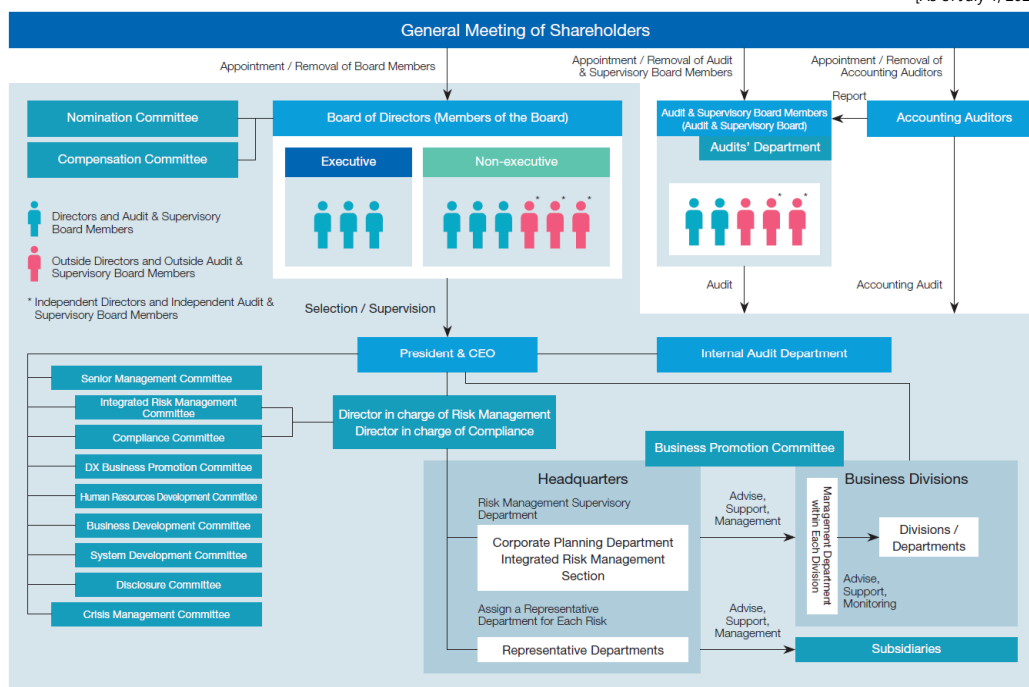 General Meeting of Shareholders
Appointment / Removal of Board Members
Appointment / Removal of Audit
& Supervisory Board Members
Appointment / Removal of
Accounting Auditors
Report
Nomination Committee
Compensation Committee
Board of Directors (Members of the Board)
Executive
Non-executive
* * *
Audit & Supervisory Board Members
(Audit & Supervisory Board)
Audits' Department
* *
Accounting Auditors
Directors and Audit & Supervisory
Board Members
Outside Directors and Outside Audit &
Supervisory Board Members
* Independent Directors and Independent Audit &
Supervisory Board Members
Selection / Supervision
Audit
Accounting Audit
President & CEO
Internal Audit Department
Senior Management Committee
Integrated Risk Management
Committee
Compliance Committee
DX Business Promotion Committee
Human Resources Development Committee
Business Development Committee
System Development Committee
Disclosure Committee
Crisis Management Committee
Director in charge of Risk Management
Director in charge of Compliance
Business Promotion Committee
Headquarters
Risk Management Supervisory
Department
Corporate Planning Department
Integrated Risk Management
Section
Assign a Representative
Department for Each Risk
Representative Departments
Advise,
Support,
Management
Advise,
Support,
Management
Business Divisions
Management Department
within Each Division
Divisions /
Departments
Advise,
Support,
Monitoring
Subsidiaries